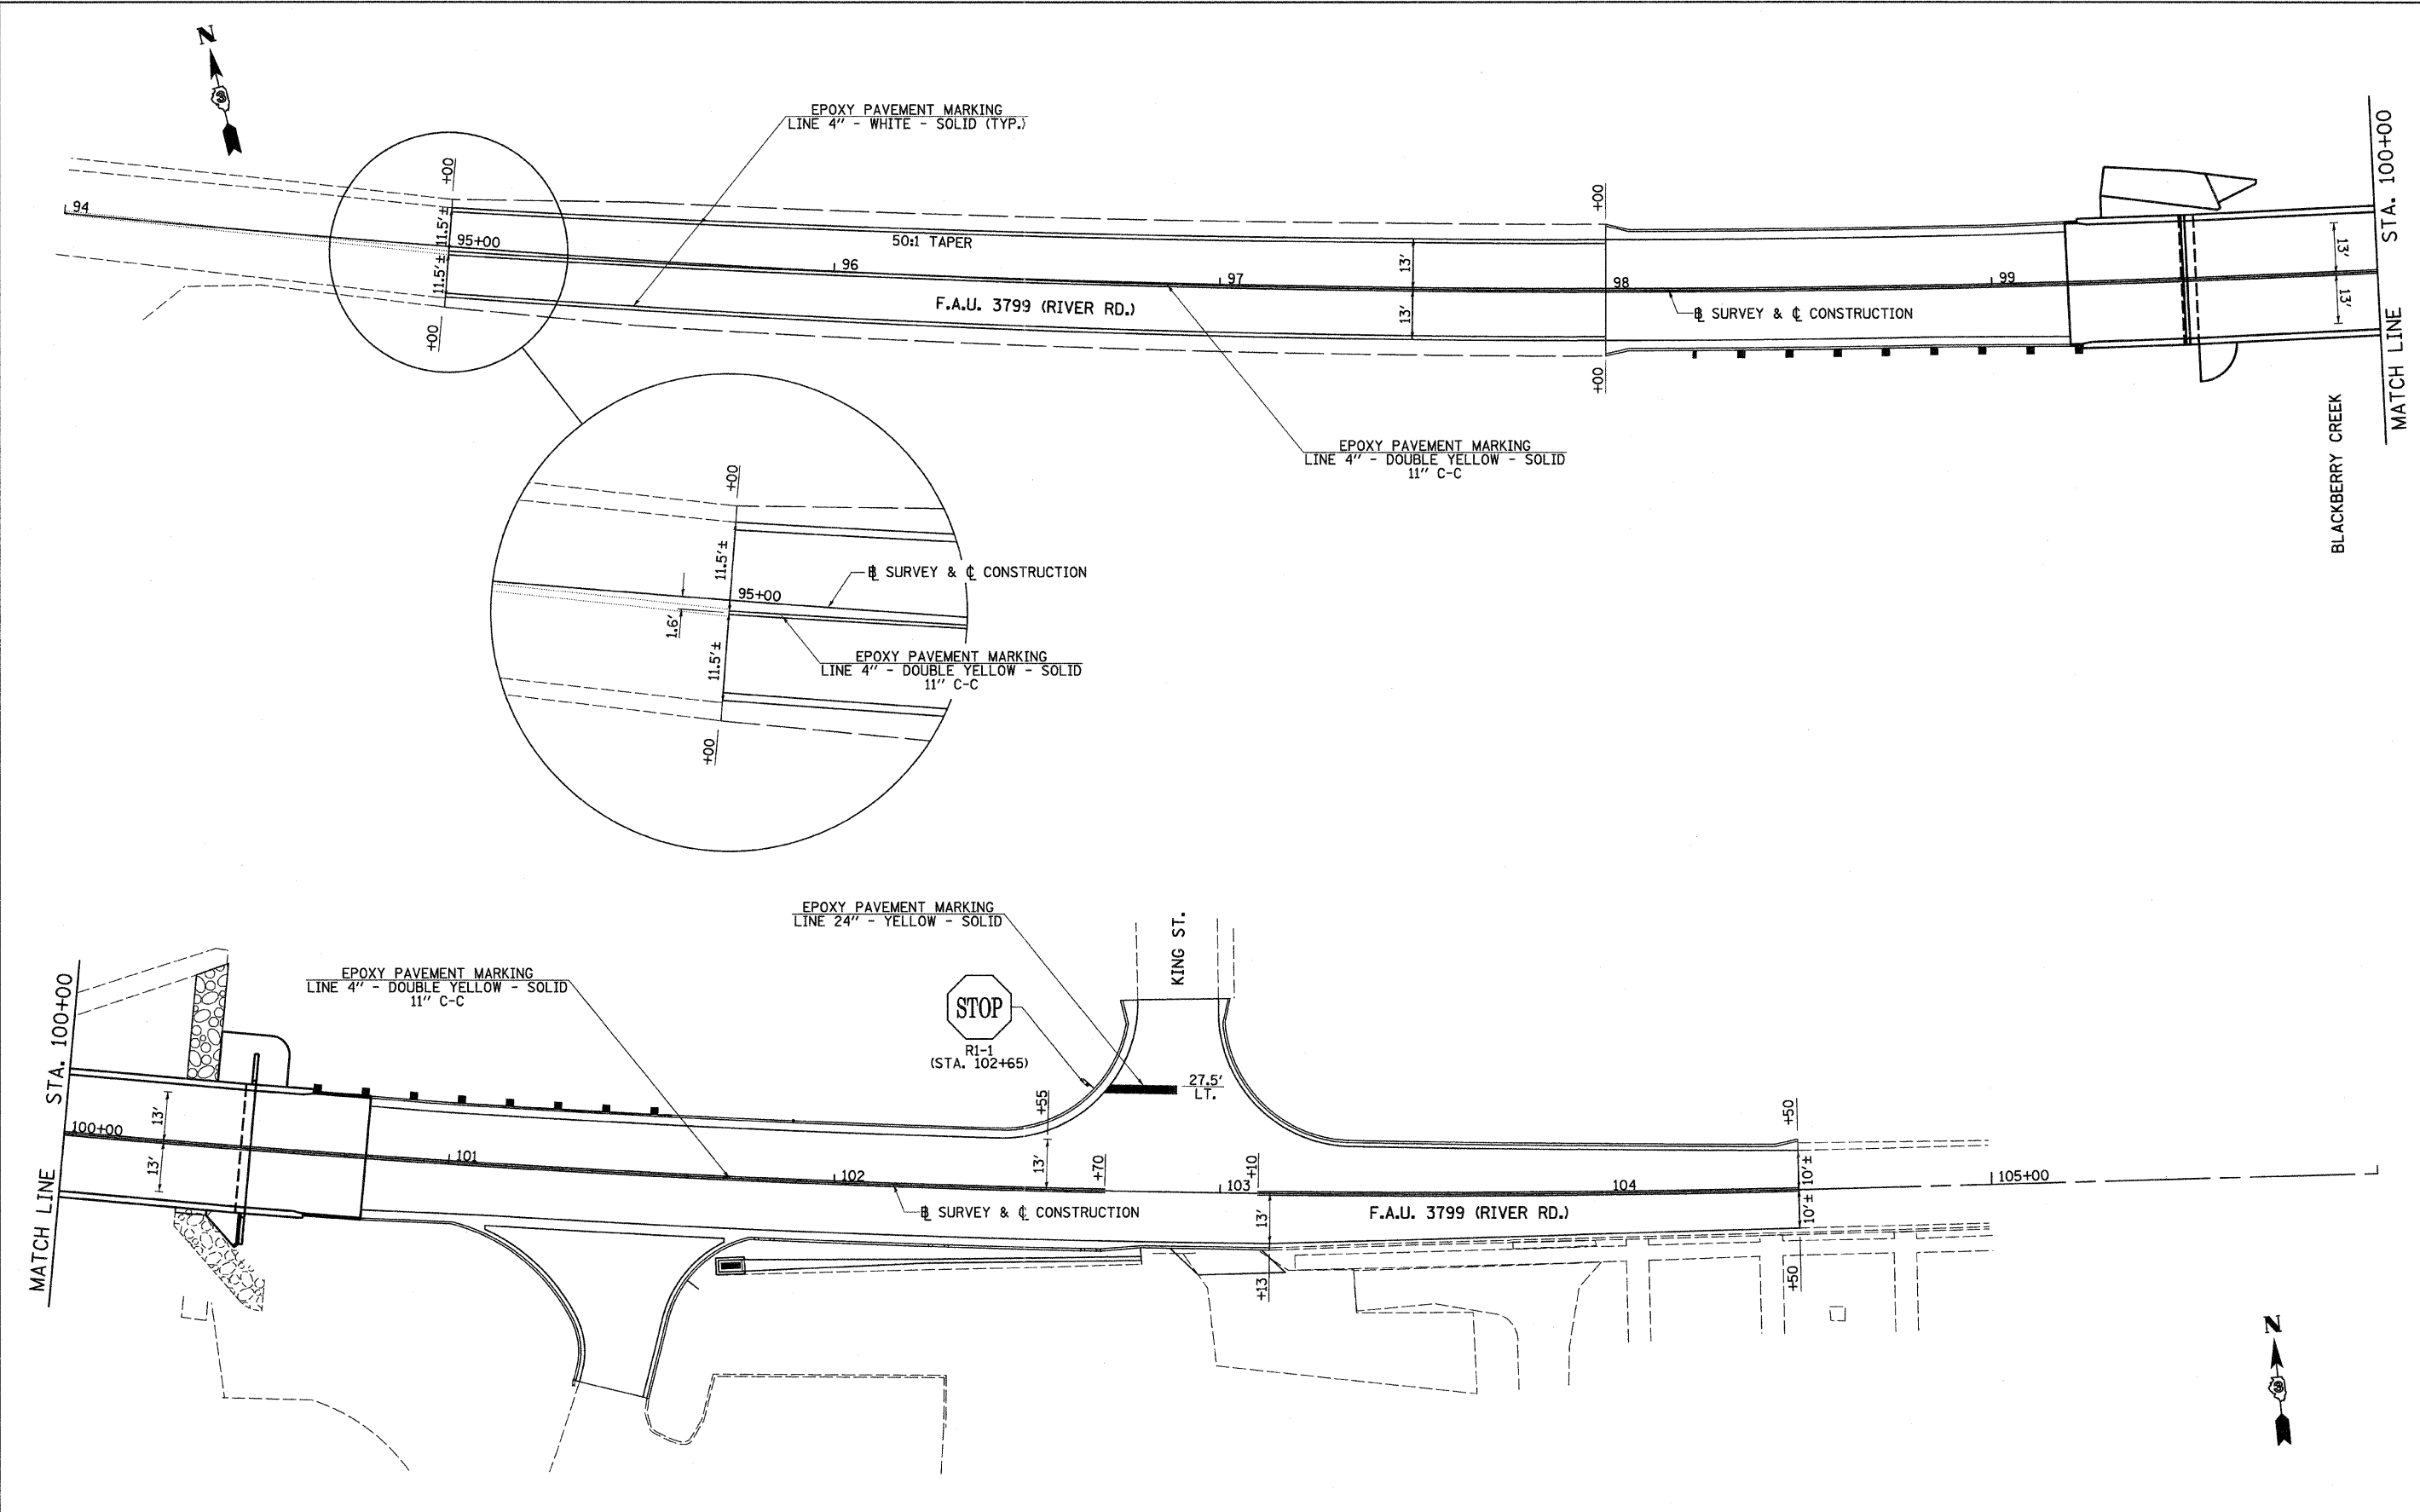 N
EPOXY PAVEMENT MARKING
LINE 4" - WHITE - SOLID (TYP.)
+00
+00
STA. 100+00
94
11.5'±
95+00
50:1 TAPER
96
13'
97
98
99
13'
11.5'±
F.A.U. 3799 (RIVER RD.)
13'
℄ SURVEY & ℄ CONSTRUCTION
13'
+00
+00
MATCH LINE
EPOXY PAVEMENT MARKING
LINE 4" - DOUBLE YELLOW - SOLID
11" C-C
BLACKBERRY CREEK
+00
11.5'±
℄ SURVEY & ℄ CONSTRUCTION
95+00
1.6'
11.5'±
EPOXY PAVEMENT MARKING
LINE 4" - DOUBLE YELLOW - SOLID
11" C-C
+00
EPOXY PAVEMENT MARKING
LINE 24" - YELLOW - SOLID
KING ST.
EPOXY PAVEMENT MARKING
LINE 4" - DOUBLE YELLOW - SOLID
11" C-C
STOP
R1-1
(STA. 102+65)
STA. 100+00
27.5'
LT.
+55
+50
13'
100+00
13'
101
102
13'
+70
103
+10
104
10'±
105+00
MATCH LINE
℄ SURVEY & ℄ CONSTRUCTION
13'
F.A.U. 3799 (RIVER RD.)
10'±
+13
+50
N